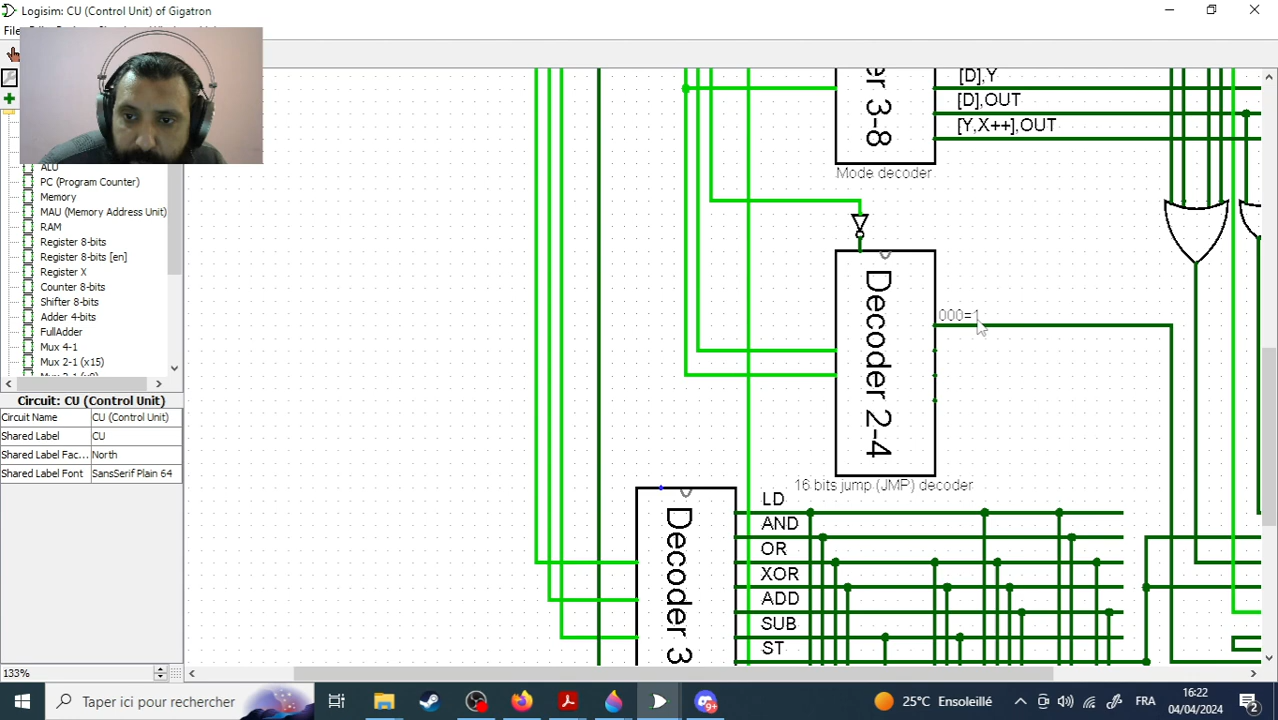 Logisim: CU (Control Unit) of Gigatron
File
ALU
PC (Program Counter)
Memory
MAU (Memory Address Unit)
RAM
Register 8-bits
Register 8-bits [en]
Register X
Counter 8-bits
Shifter 8-bits
Adder 4-bits
FullAdder
Mux 4-1
Mux 2-1 (x15)
Circuit: CU (Control Unit)
Circuit Name CU (Control Unit)
Shared Label CU
Shared Label Fac... North
Shared Label Font SansSerif Plain 64
133%
[D],Y
[D],OUT
[Y,X++],OUT
er 3-8
Mode decoder
Decoder 2-4
000=1
16 bits jump (JMP) decoder
Decoder 3
LD
AND
OR
XOR
ADD
SUB
ST
Taper ici pour rechercher
9+
25°C Ensoleillé
FRA
16:22
04/04/2024
2